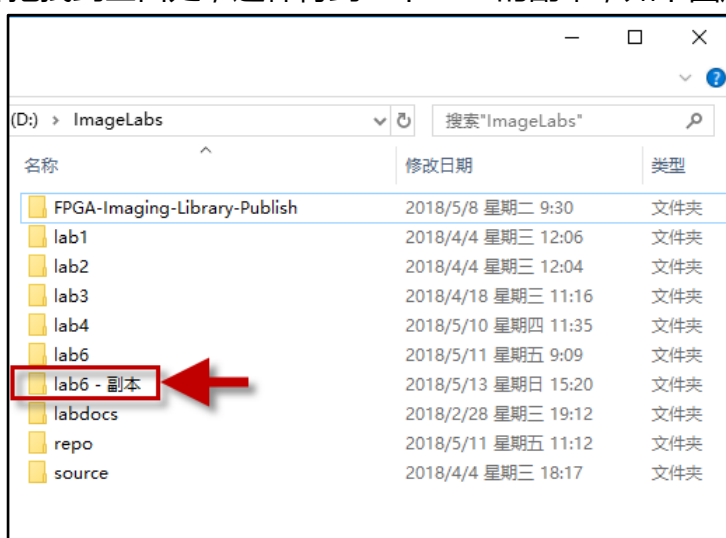 (D:) › ImageLabs 搜索"ImageLabs"
名称 修改日期 类型
FPGA-Imaging-Library-Publish 2018/5/8 星期二 9:30 文件夹
lab1 2018/4/4 星期三 12:06 文件夹
lab2 2018/4/4 星期三 12:04 文件夹
lab3 2018/4/18 星期三 11:16 文件夹
lab4 2018/5/10 星期四 11:35 文件夹
lab6 2018/5/11 星期五 9:09 文件夹
lab6 - 副本 2018/5/13 星期日 15:20 文件夹
labdocs 2018/2/28 星期三 19:12 文件夹
repo 2018/5/11 星期五 11:12 文件夹
source 2018/4/4 星期三 18:17 文件夹